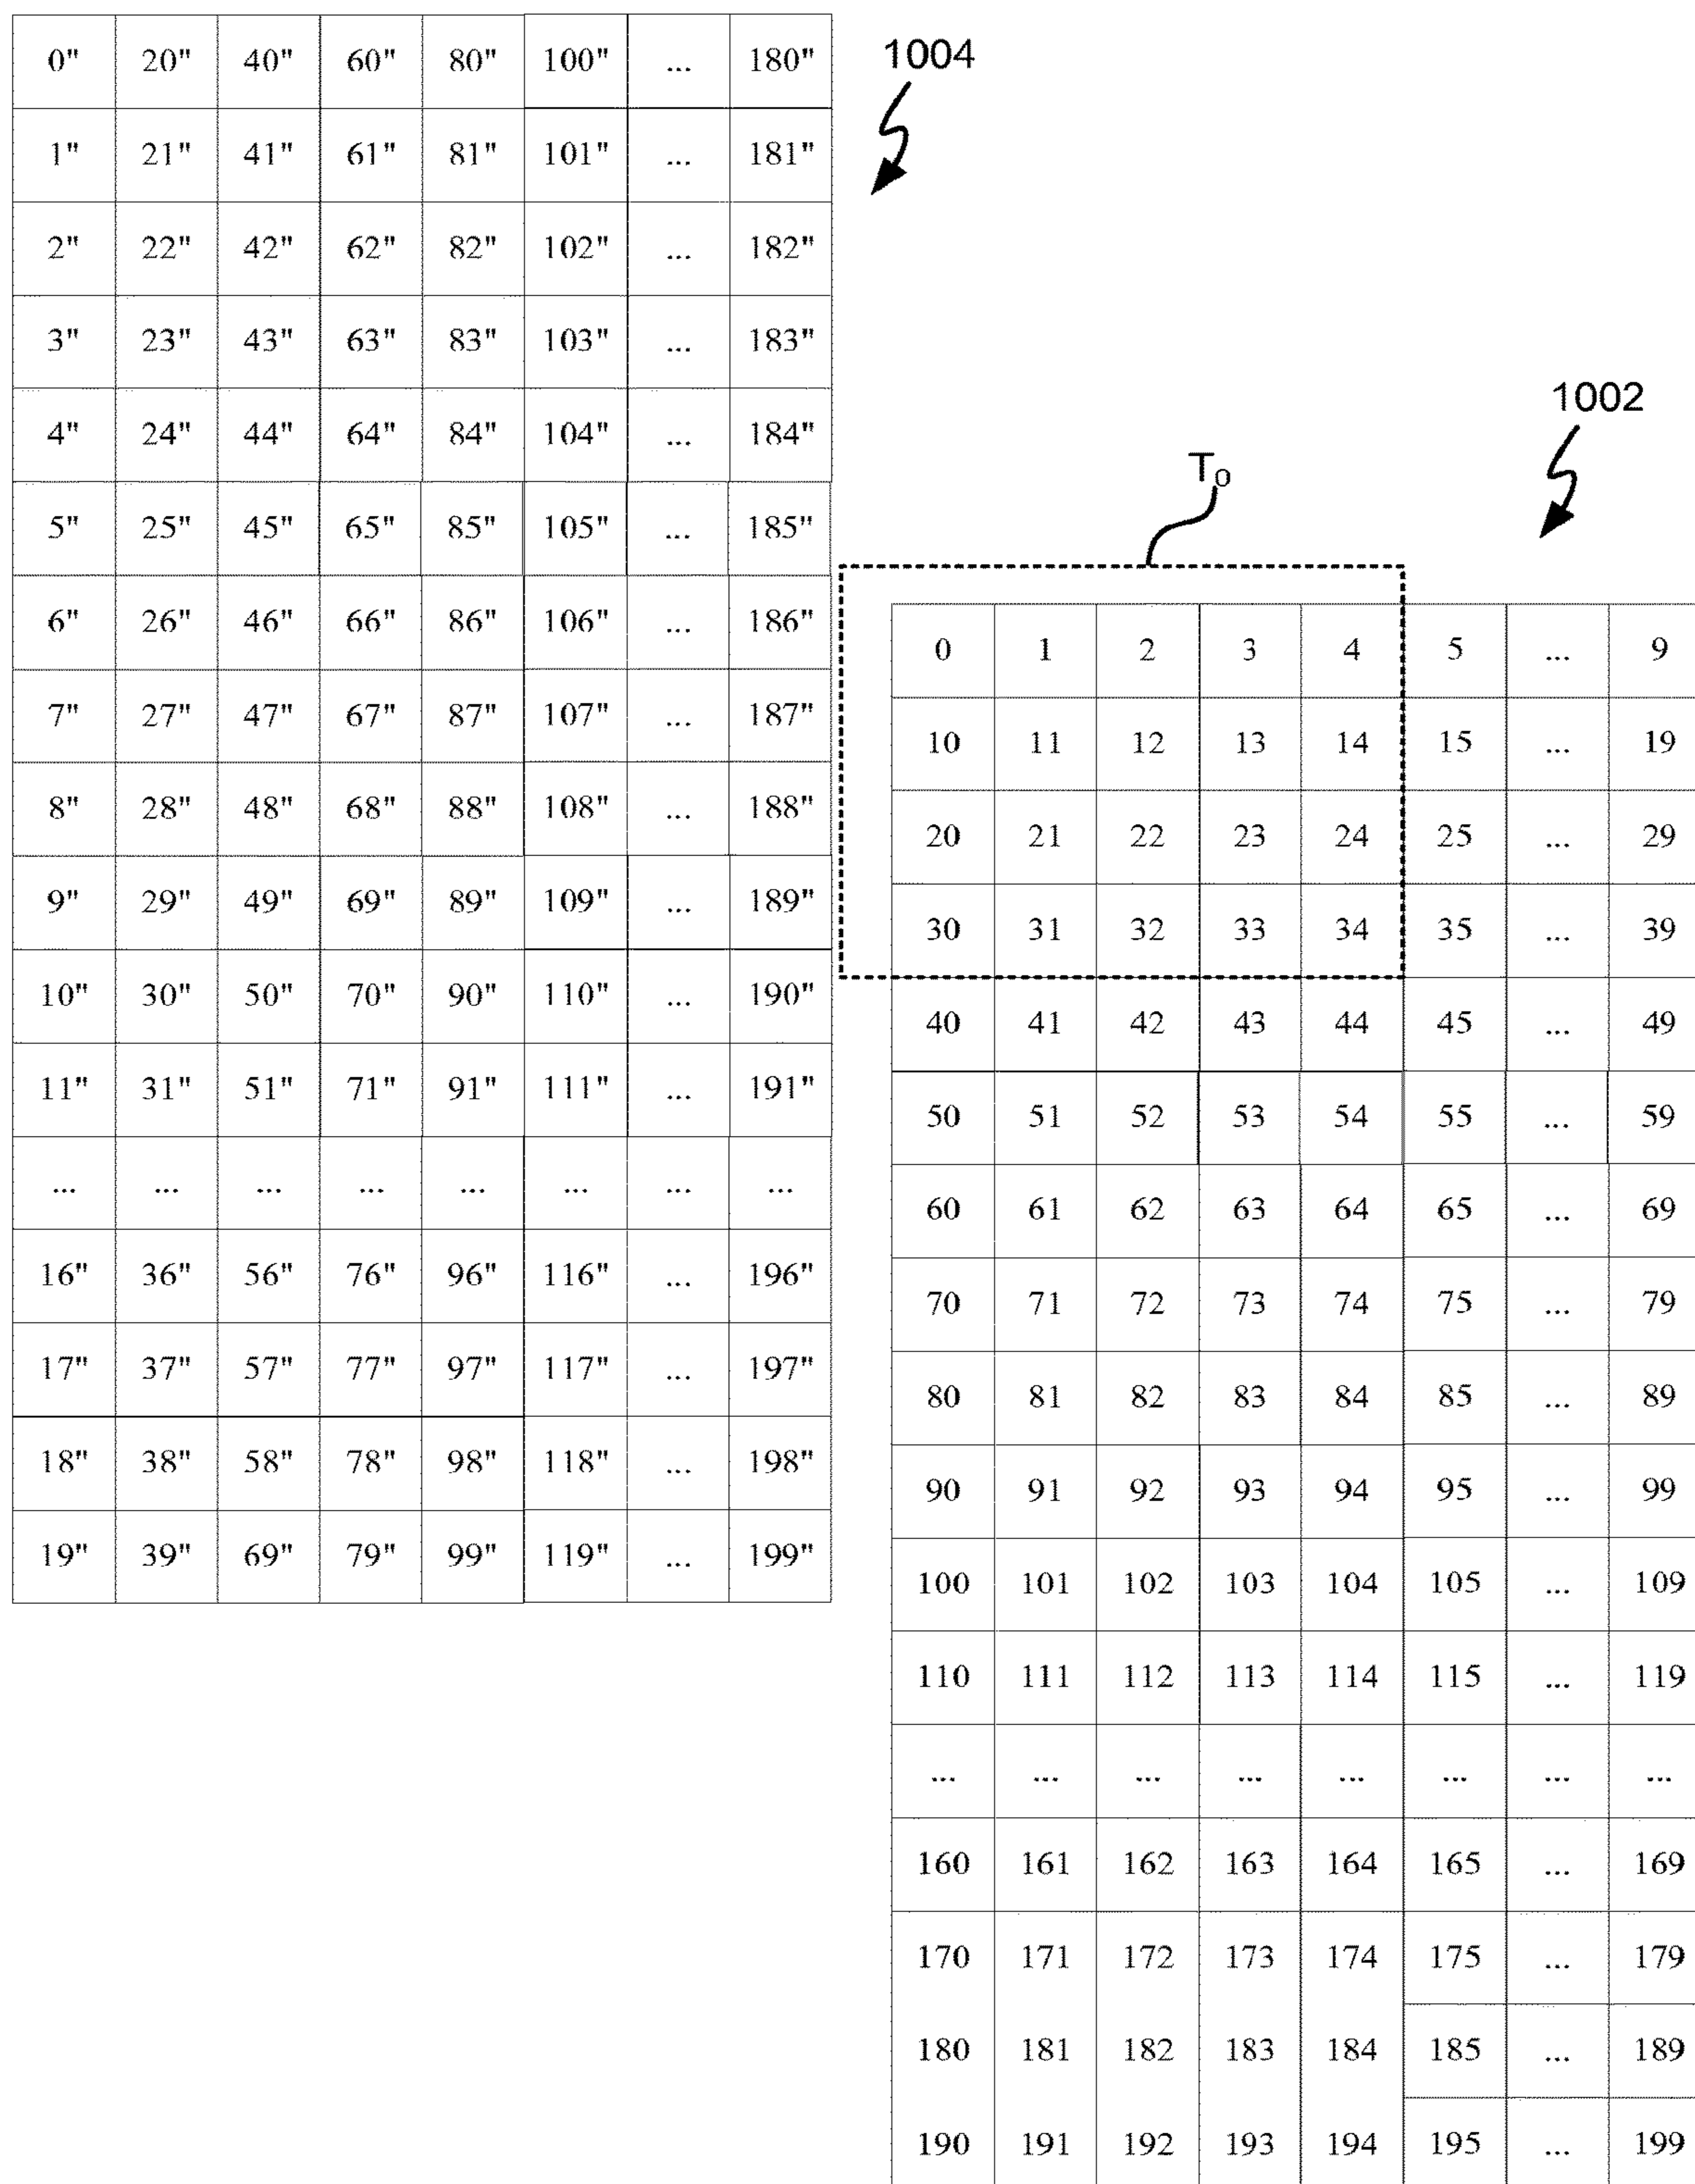 0" 20" 40" 60" 80" 100" ... 180"
1" 21" 41" 61" 81" 101" ... 181"
2" 22" 42" 62" 82" 102" ... 182"
3" 23" 43" 63" 83" 103" ... 183"
4" 24" 44" 64" 84" 104" ... 184"
5" 25" 45" 65" 85" 105" ... 185"
6" 26" 46" 66" 86" 106" ... 186"
7" 27" 47" 67" 87" 107" ... 187"
8" 28" 48" 68" 88" 108" ... 188"
9" 29" 49" 69" 89" 109" ... 189"
10" 30" 50" 70" 90" 110" ... 190"
11" 31" 51" 71" 91" 111" ... 191"
... ... ... ... ... ... ... ...
16" 36" 56" 76" 96" 116" ... 196"
17" 37" 57" 77" 97" 117" ... 197"
18" 38" 58" 78" 98" 118" ... 198"
19" 39" 69" 79" 99" 119" ... 199"
1004
1002
T0
0 1 2 3 4 5 ... 9
10 11 12 13 14 15 ... 19
20 21 22 23 24 25 ... 29
30 31 32 33 34 35 ... 39
40 41 42 43 44 45 ... 49
50 51 52 53 54 55 ... 59
60 61 62 63 64 65 ... 69
70 71 72 73 74 75 ... 79
80 81 82 83 84 85 ... 89
90 91 92 93 94 95 ... 99
100 101 102 103 104 105 ... 109
110 111 112 113 114 115 ... 119
... ... ... ... ... ... ... ...
160 161 162 163 164 165 ... 169
170 171 172 173 174 175 ... 179
180 181 182 183 184 185 ... 189
190 191 192 193 194 195 ... 199